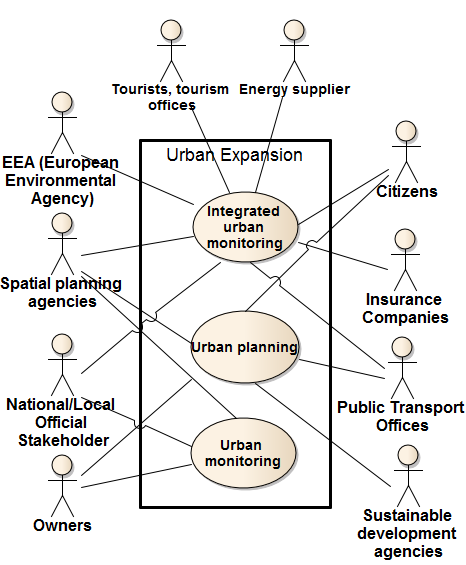 Tourists, tourism
offices
Energy supplier
EEA (European
Environmental
Agency)
Urban Expansion
Citizens
Integrated
urban
monitoring
Spatial planning
agencies
Insurance
Companies
Urban planning
National/Local
Official
Stakeholder
Public Transport
Offices
Urban
monitoring
Owners
Sustainable
development
agencies